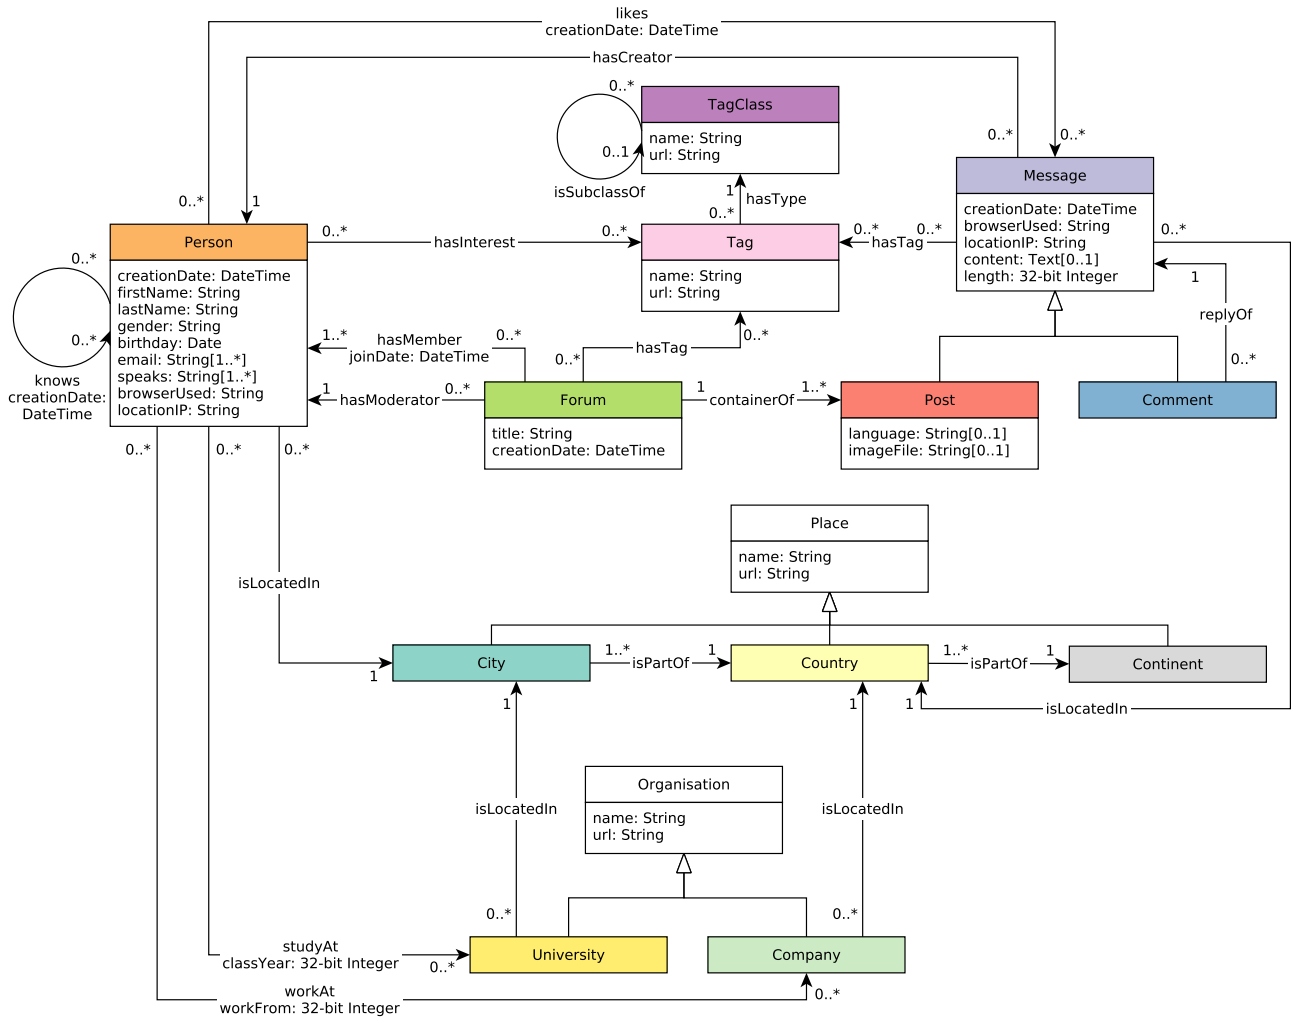 likes
creationDate: DateTime
hasCreator
0..*
TagClass
name: String
url: String
0..1
isSubclassOf
0..*
0..*
Message
creationDate: DateTime
browserUsed: String
locationIP: String
content: Text[0..1]
length: 32-bit Integer
1
hasType
0..*
0..*
1
Person
creationDate: DateTime
firstName: String
lastName: String
gender: String
birthday: Date
email: String[1..*]
speaks: String[1..*]
browserUsed: String
locationIP: String
0..*
hasInterest
0..*
Tag
name: String
url: String
0..*
hasTag
0..*
0..*
0..*
0..*
knows
creationDate:
DateTime
1
replyOf
0..*
1..*
hasMember
joinDate: DateTime
0..*
0..*
hasTag
0..*
1
hasModerator
0..*
Forum
title: String
creationDate: DateTime
1
containerOf
1..*
Post
language: String[0..1]
imageFile: String[0..1]
Comment
0..*
0..*
0..*
Place
name: String
url: String
isLocatedIn
1
City
1..*
isPartOf
1
Country
1..*
isPartOf
1
Continent
1
1
1
isLocatedIn
Organisation
name: String
url: String
isLocatedIn
isLocatedIn
0..*
0..*
University
Company
studyAt
classYear: 32-bit Integer
0..*
workAt
workFrom: 32-bit Integer
0..*